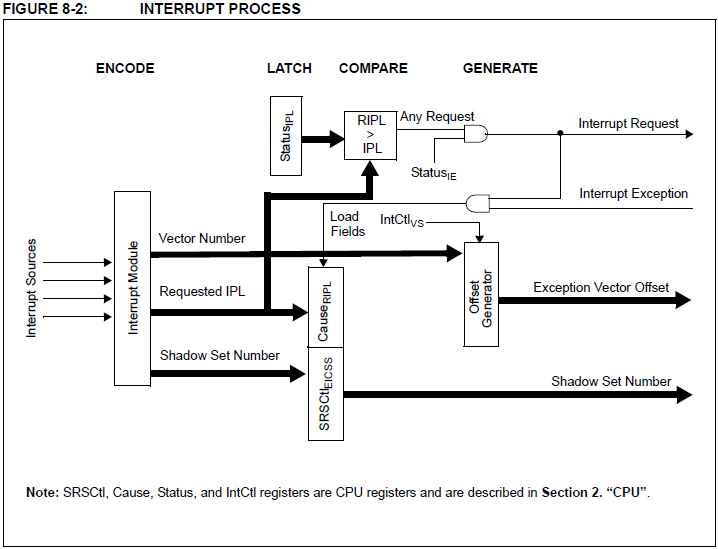 FIGURE 8-2: INTERRUPT PROCESS
ENCODE LATCH COMPARE GENERATE
StatusIPL
RIPL
>
IPL
Any Request
StatusIE
Interrupt Request
Interrupt Exception
Load
Fields
IntCtlVS
Interrupt Sources
Interrupt Module
Vector Number
Requested IPL
Shadow Set Number
CauseRIPL
SRSCtlEICSS
Offset
Generator
Exception Vector Offset
Shadow Set Number
Note: SRSCtl, Cause, Status, and IntCtl registers are CPU registers and are described in Section 2. “CPU”.